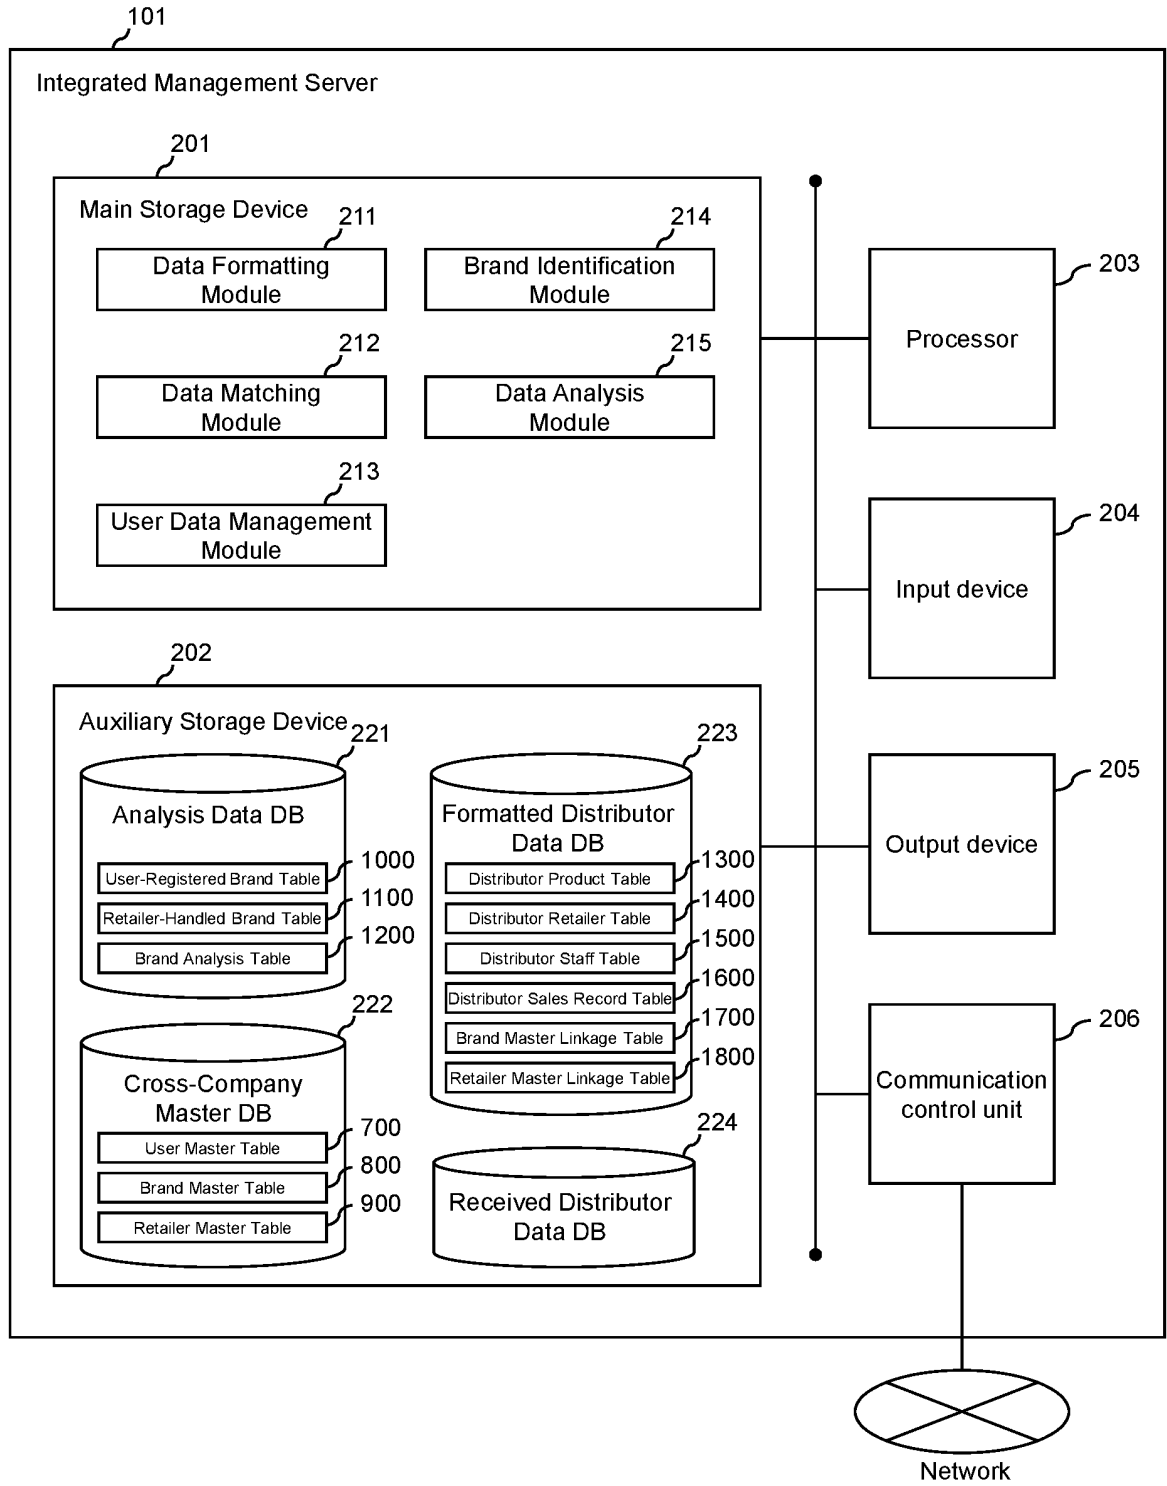 101
Integrated Management Server
201
Main Storage Device
211
Data Formatting
Module
214
Brand Identification
Module
212
Data Matching
Module
215
Data Analysis
Module
213
User Data Management
Module
203
Processor
204
Input device
202
Auxiliary Storage Device
221
Analysis Data DB
1000
User-Registered Brand Table
1100
Retailer-Handled Brand Table
1200
Brand Analysis Table
222
Cross-Company
Master DB
700
User Master Table
800
Brand Master Table
900
Retailer Master Table
223
Formatted Distributor
Data DB
1300
Distributor Product Table
1400
Distributor Retailer Table
1500
Distributor Staff Table
1600
Distributor Sales Record Table
1700
Brand Master Linkage Table
1800
Retailer Master Linkage Table
224
Received Distributor
Data DB
205
Output device
206
Communication
control unit
Network